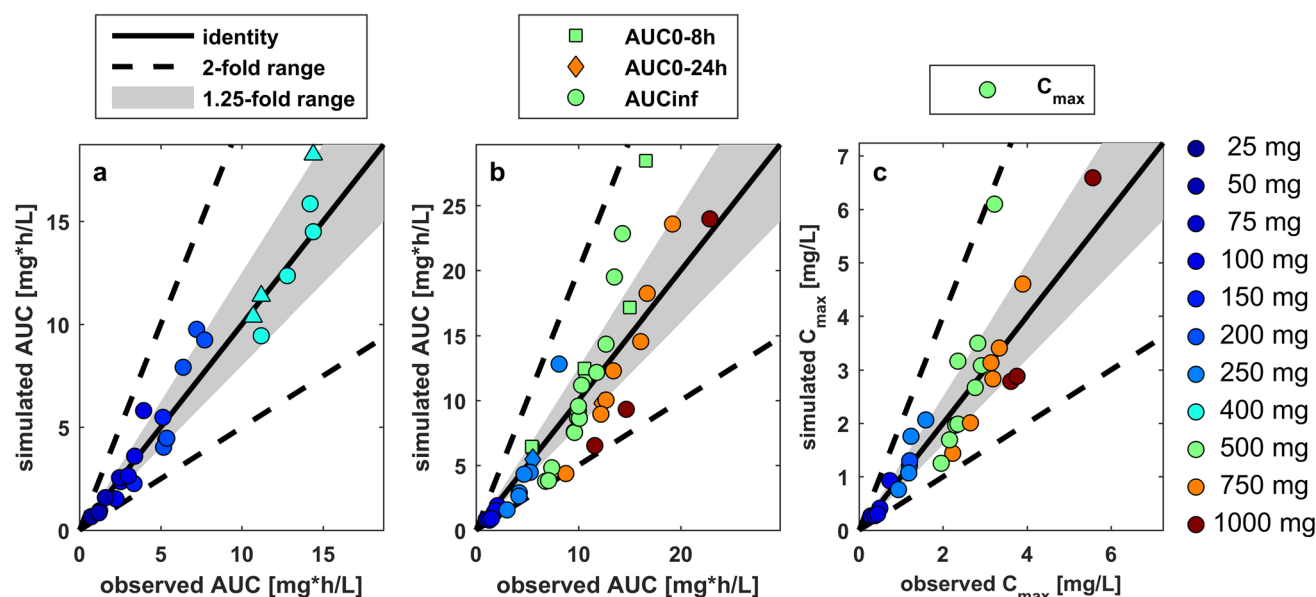 identity
2-fold range
1.25-fold range
AUC0-8h
AUC0-24h
AUCinf
C_max
a
simulated AUC [mg*h/L]
15
10
5
0
0 5 10 15
observed AUC [mg*h/L]
b
simulated AUC [mg*h/L]
25
20
15
10
5
0
0 10 20
observed AUC [mg*h/L]
c
simulated C_max [mg/L]
7
6
5
4
3
2
1
0
0 2 4 6
observed C_max [mg/L]
25 mg
50 mg
75 mg
100 mg
150 mg
200 mg
250 mg
400 mg
500 mg
750 mg
1000 mg